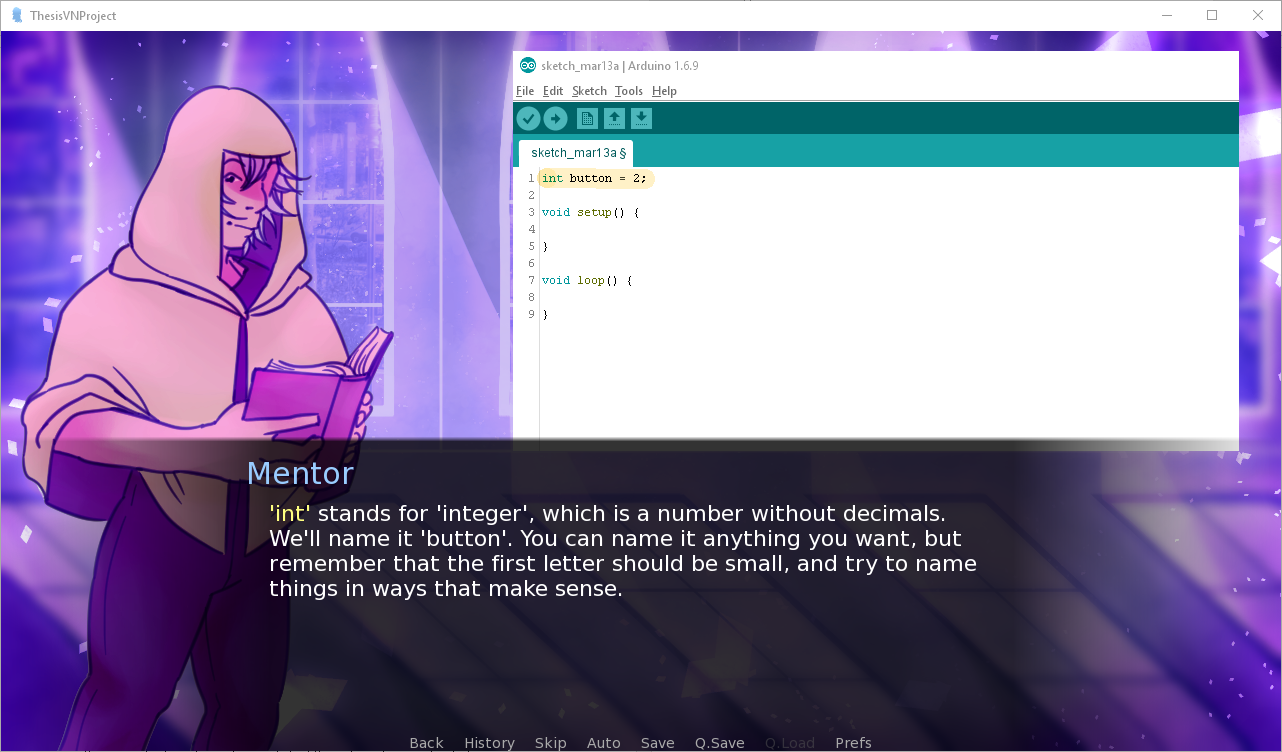 ThesisVNProject
sketch_mar13a | Arduino 1.6.9
File Edit Sketch Tools Help
sketch_mar13a §
1 int button = 2;
2
3 void setup() {
4
5 }
6
7 void loop() {
8
9 }
Mentor
'int' stands for 'integer', which is a number without decimals.
We'll name it 'button'. You can name it anything you want, but
remember that the first letter should be small, and try to name
things in ways that make sense.
Back History Skip Auto Save Q.Save Q.Load Prefs